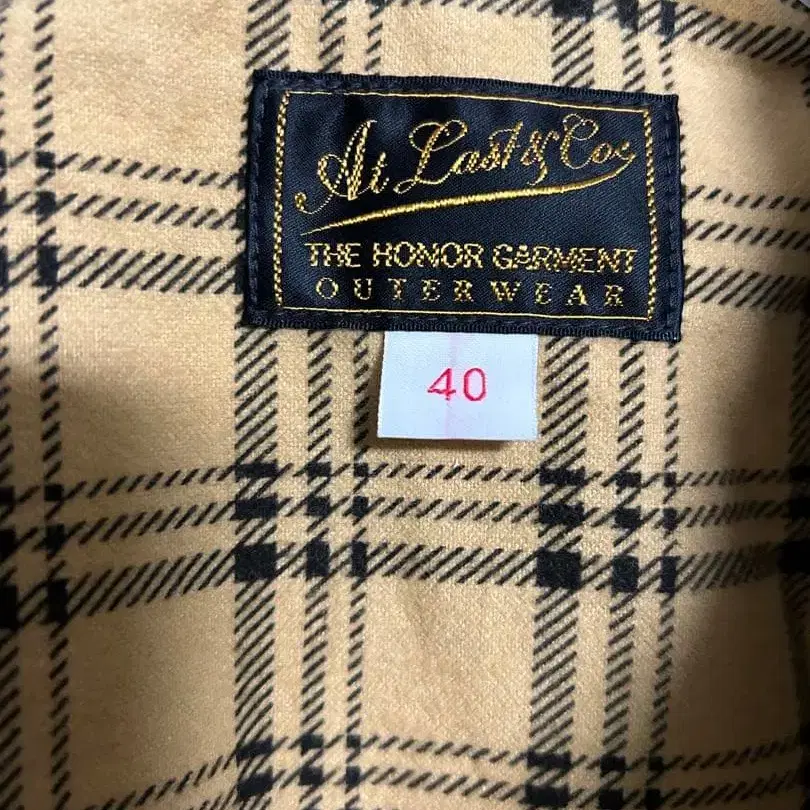 At Last & Co
THE HONOR GARMENT
OUTERWEAR
40